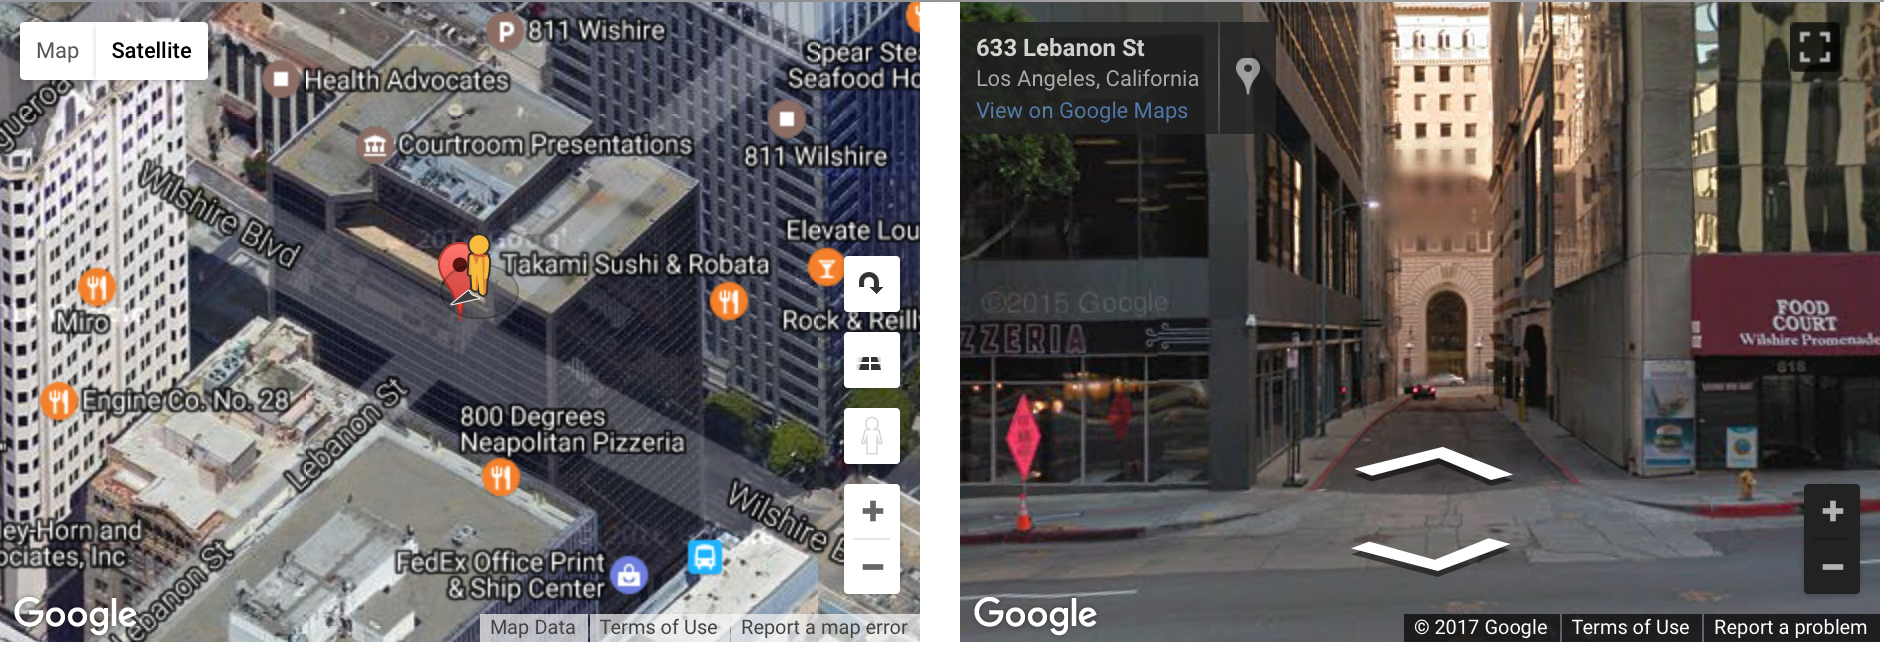 Map
Satellite
811 Wishire
Health Advocates
Courtroom Presentations
Spear Ste
Seafood Ho
811 Wilshire
Wilshire Blvd
Takami Sushi & Robata
Elevate Lou
Rock & Reill
Miro
Engine Co. No. 28
Lebanon St
800 Degrees
Neapolitan Pizzeria
Wilshire B
ley-Horn and
ociates, Inc
Lebanon St
FedEx Office Print
& Ship Center
Google
Map Data
Terms of Use
Report a map error
633 Lebanon St
Los Angeles, California
View on Google Maps
©2015 Google
ZZERIA
FOOD
COURT
Wilshire Promenade
818
Google
© 2017 Google
Terms of Use
Report a problem